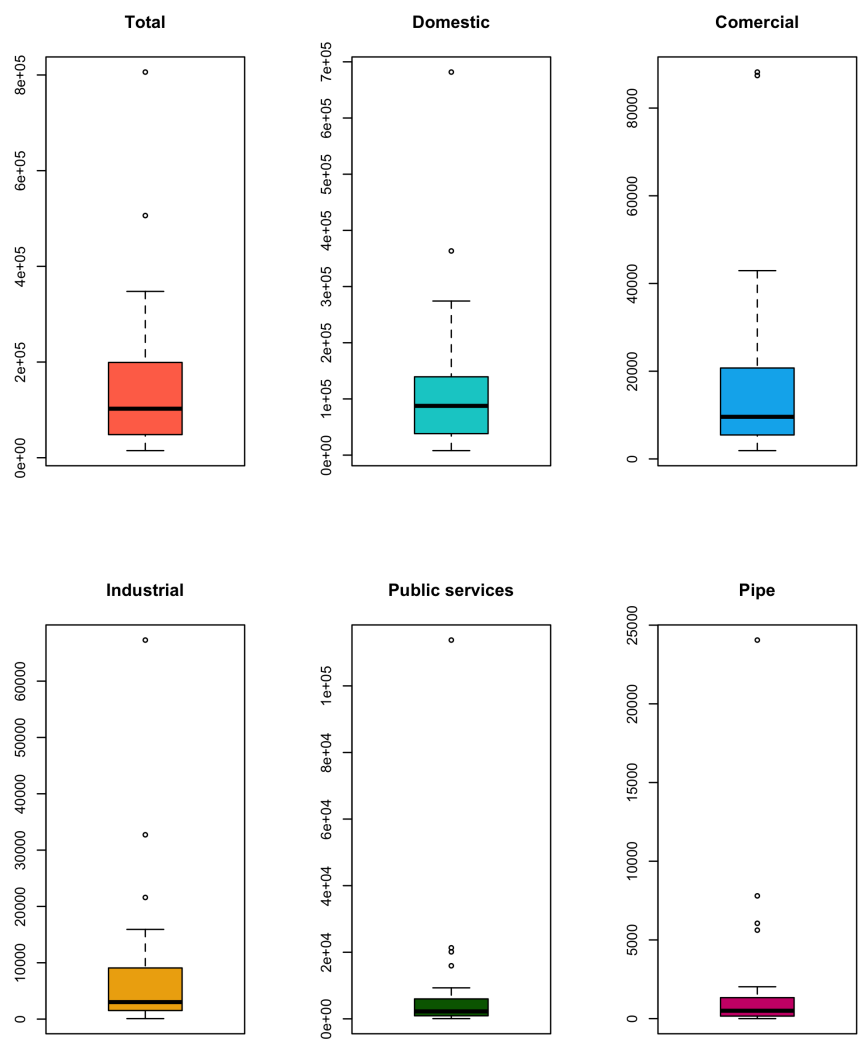 Total Domestic Comercial
0e+00 2e+05 4e+05 6e+05 8e+05
0e+00 1e+05 2e+05 3e+05 4e+05 5e+05 6e+05 7e+05
0 20000 40000 60000 80000
Industrial Public services Pipe
0 10000 20000 30000 40000 50000 60000
0e+00 2e+04 4e+04 6e+04 8e+04 1e+05
0 5000 10000 15000 20000 25000